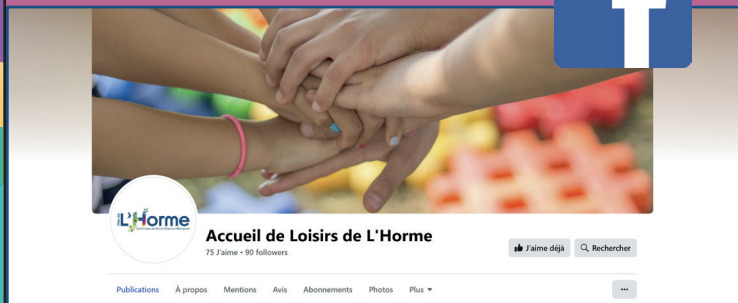 L'Horme
Accueil de Loisirs de L'Horme
75 J'aime • 90 followers
J'aime déjà
Rechercher
Publications À propos Mentions Avis Abonnements Photos Plus